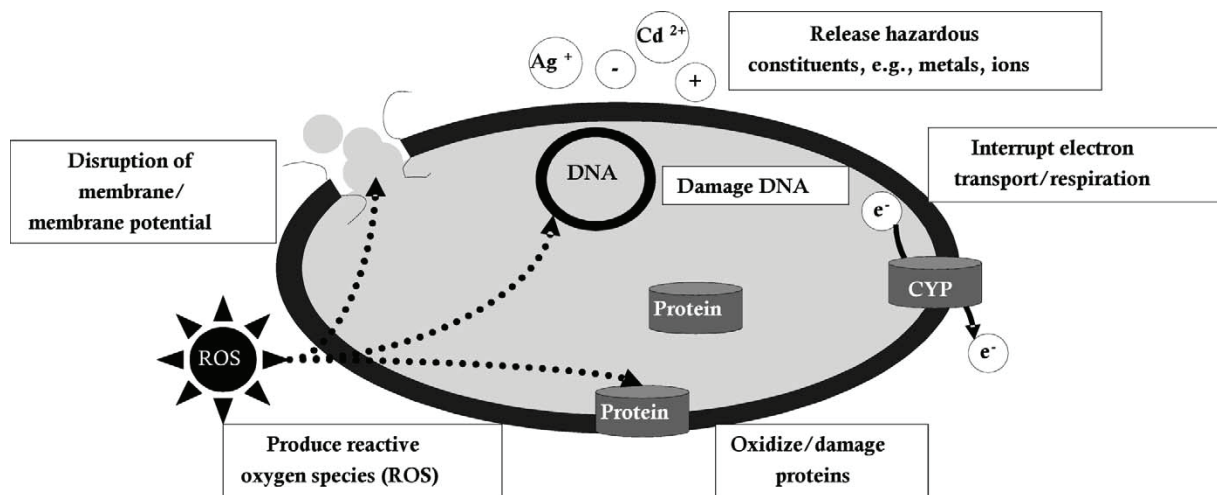 Ag +
-
Cd 2+
+
Release hazardous
constituents, e.g., metals, ions
Disruption of
membrane/
membrane potential
DNA
Damage DNA
Interrupt electron
transport/respiration
e-
CYP
e-
Protein
ROS
Protein
Produce reactive
oxygen species (ROS)
Oxidize/damage
proteins